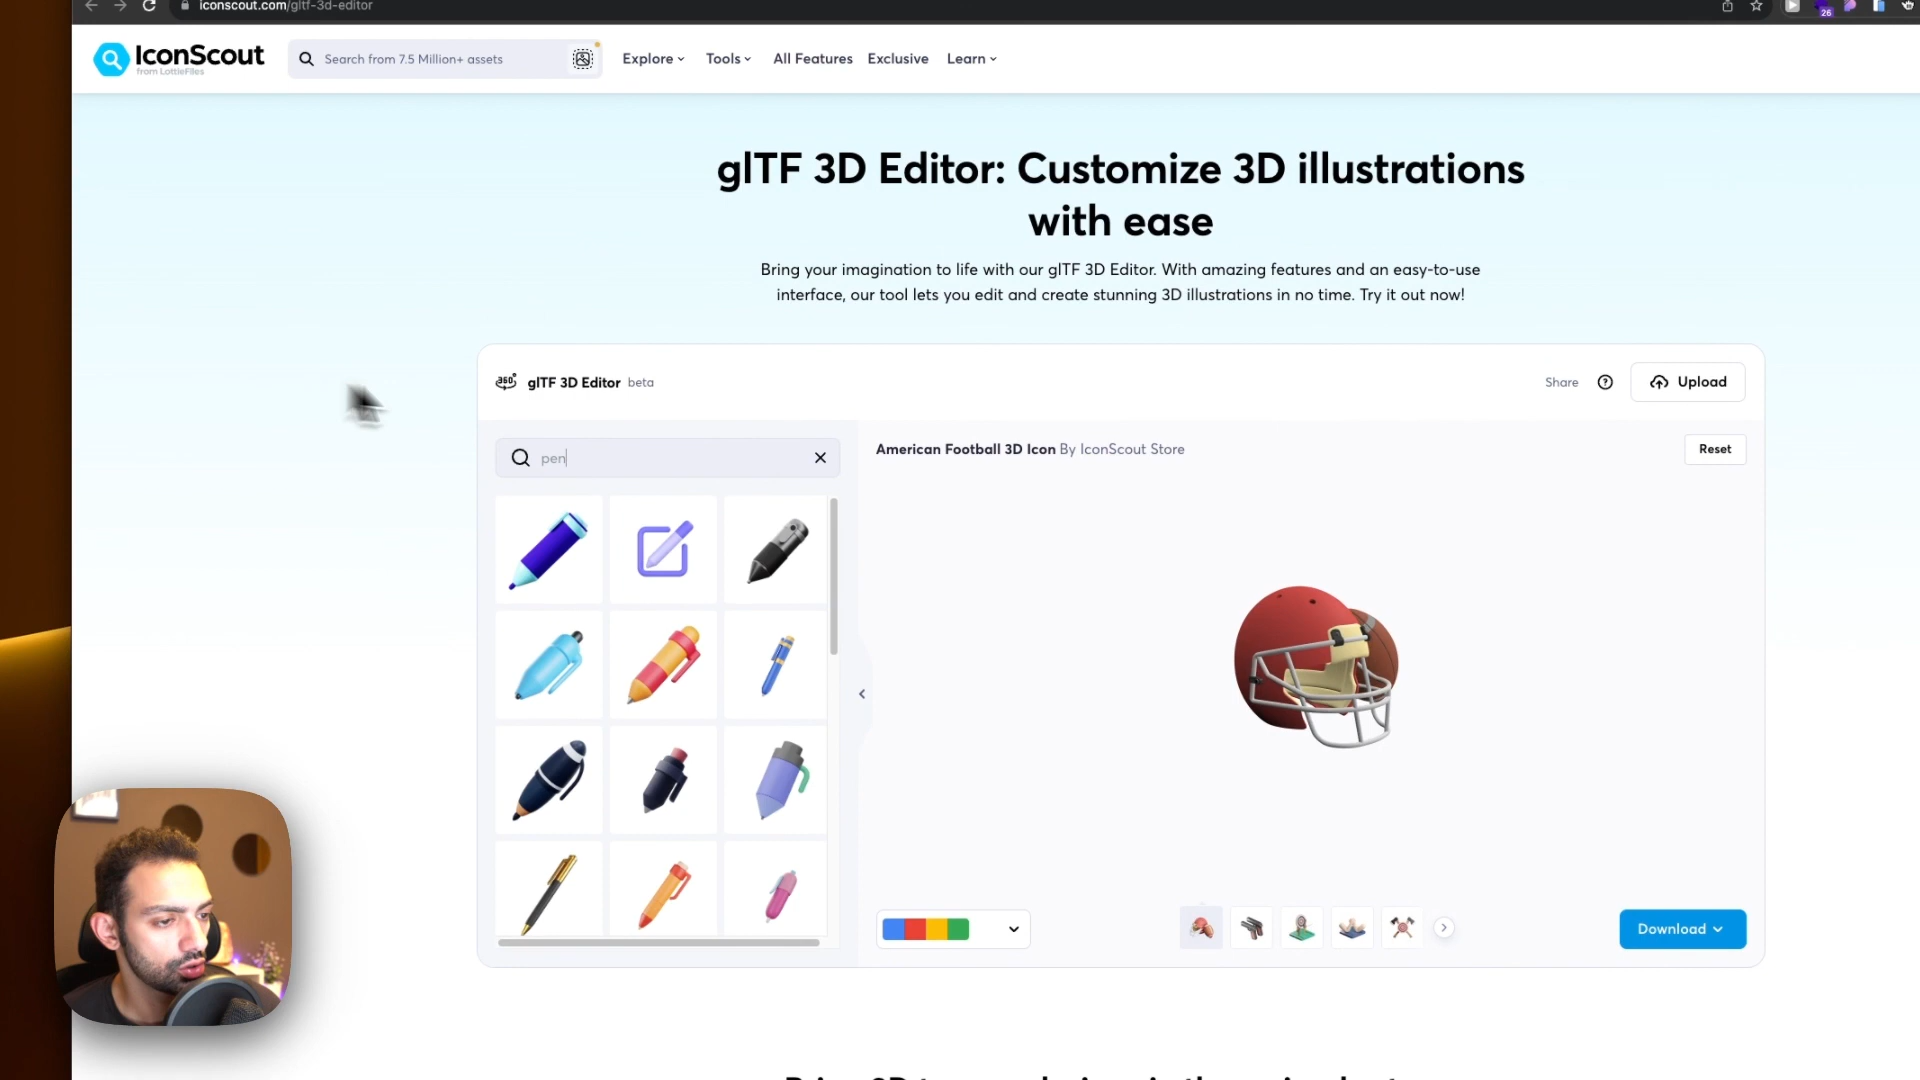 iconscout.com/gltf-3d-editor
26
IconScout
from LottieFiles
Search from 7.5 Million+ assets
Explore
Tools
All Features
Exclusive
Learn
glTF 3D Editor: Customize 3D illustrations
with ease
Bring your imagination to life with our glTF 3D Editor. With amazing features and an easy-to-use
interface, our tool lets you edit and create stunning 3D illustrations in no time. Try it out now!
360°
glTF 3D Editor beta
Share
Upload
pen
American Football 3D Icon By IconScout Store
Reset
Download